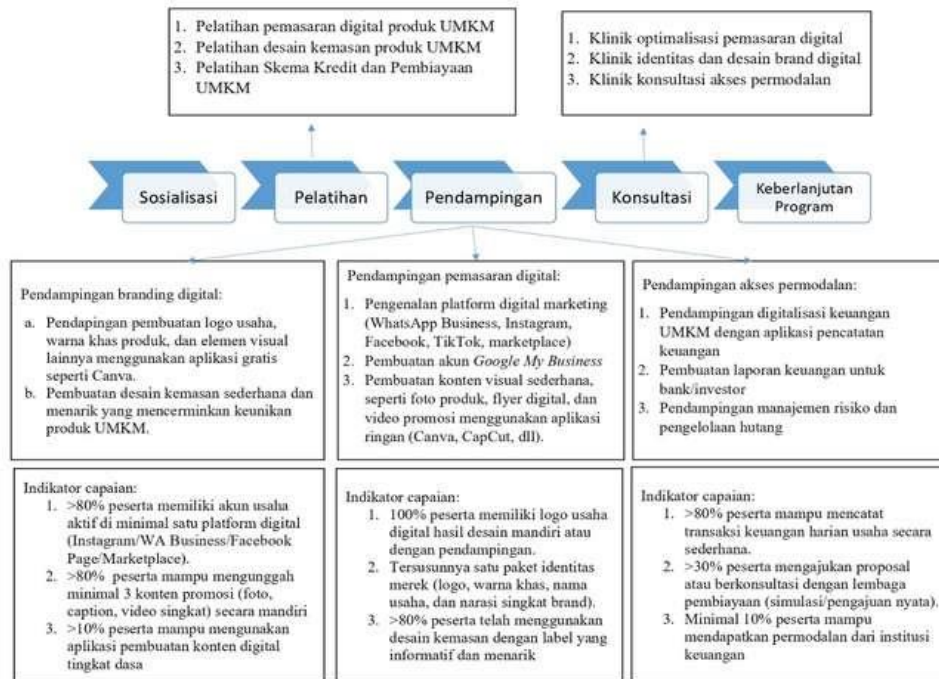 1. Pelatihan pemasaran digital produk UMKM
2. Pelatihan desain kemasan produk UMKM
3. Pelatihan Skema Kredit dan Pembiayaan
UMKM
1. Klinik optimalisasi pemasaran digital
2. Klinik identitas dan desain brand digital
3. Klinik konsultasi akses permodalan
Sosialisasi
Pelatihan
Pendampingan
Konsultasi
Keberlanjutan
Program
Pendampingan branding digital:
a. Pendapingan pembuatan logo usaha,
warna khas produk, dan elemen visual
lainnya menggunakan aplikasi gratis
seperti Canva.
b. Pembuatan desain kemasan sederhana dan
menarik yang mencerminkan keunikan
produk UMKM.
Pendampingan pemasaran digital:
1. Pengenalan platform digital marketing
(WhatsApp Business, Instagram,
Facebook, TikTok, marketplace)
2. Pembuatan akun Google My Business
3. Pembuatan konten visual sederhana,
seperti foto produk, flyer digital, dan
video promosi menggunakan aplikasi
ringan (Canva, CapCut, dll).
Pendampingan akses permodalan:
1. Pendampingan digitalisasi keuangan
UMKM dengan aplikasi pencatatan
keuangan
2. Pembuatan laporan keuangan untuk
bank/investor
3. Pendampingan manajemen risiko dan
pengelolaan hutang
Indikator capaian:
1. >80% peserta memiliki akun usaha
aktif di minimal satu platform digital
(Instagram/WA Business/Facebook
Page/Marketplace).
2. >80% peserta mampu mengunggah
minimal 3 konten promosi (foto,
caption, video singkat) secara mandiri
3. >10% peserta mampu mengunakan
aplikasi pembuatan konten digital
tingkat dasa
Indikator capaian:
1. 100% peserta memiliki logo usaha
digital hasil desain mandiri atau
dengan pendampingan.
2. Tersusunnya satu paket identitas
merek (logo, warna khas, nama
usaha, dan narasi singkat brand).
3. >80% peserta telah menggunakan
desain kemasan dengan label yang
informatif dan menarik
Indikator capaian:
1. >80% peserta mampu mencatat
transaksi keuangan harian usaha secara
sederhana.
2. >30% peserta mengajukan proposal
atau berkonsultasi dengan lembaga
pembiayaan (simulasi/pengajuan nyata).
3. Minimal 10% peserta mampu
mendapatkan permodalan dari institusi
keuangan